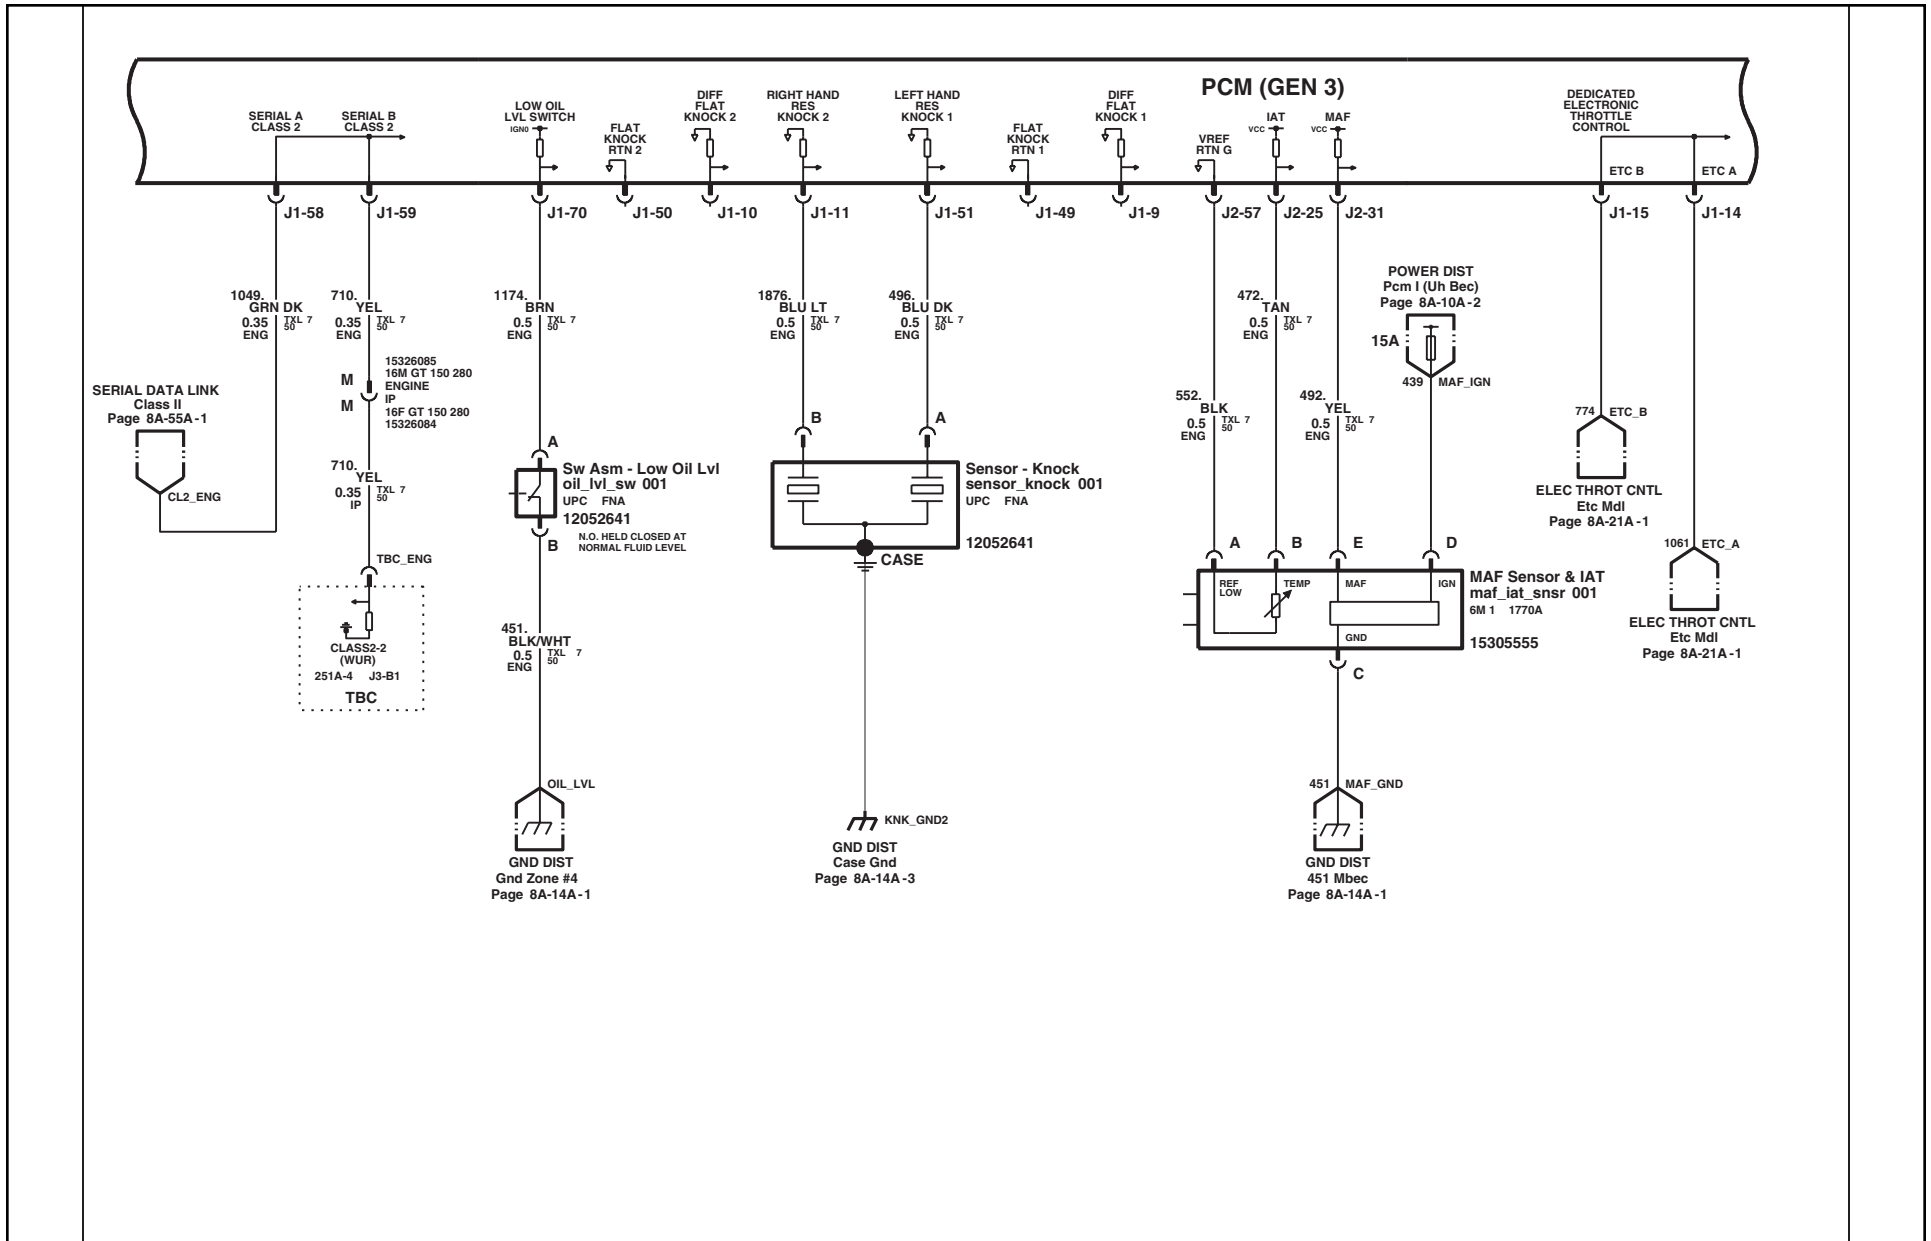 PCM (GEN 3)
SERIAL A
CLASS 2
SERIAL B
CLASS 2
LOW OIL
LVL SWITCH
IGN0
FLAT
KNOCK
RTN 2
DIFF
FLAT
KNOCK 2
RIGHT HAND
RES
KNOCK 2
LEFT HAND
RES
KNOCK 1
FLAT
KNOCK
RTN 1
DIFF
FLAT
KNOCK 1
VREF
RTN G
IAT
VCC
MAF
VCC
DEDICATED
ELECTRONIC
THROTTLE
CONTROL
ETC B
ETC A
J1-58
J1-59
J1-70
J1-50
J1-10
J1-11
J1-51
J1-49
J1-9
J2-57
J2-25
J2-31
J1-15
J1-14
1049.
GRN DK
0.35 TXL 7
ENG 50
710.
YEL
0.35 TXL 7
ENG 50
1174.
BRN
0.5 TXL 7
ENG 50
1876.
BLU LT
0.5 TXL 7
ENG 50
496.
BLU DK
0.5 TXL 7
ENG 50
472.
TAN
0.5 TXL 7
ENG 50
POWER DIST
Pcm I (Uh Bec)
Page 8A-10A-2
15A
439 MAF_IGN
M
M
15326085
16M GT 150 280
ENGINE
IP
16F GT 150 280
15326084
SERIAL DATA LINK
Class II
Page 8A-55A-1
CL2_ENG
710.
YEL
0.35 TXL 7
IP 50
552.
BLK
0.5 TXL 7
ENG 50
492.
YEL
0.5 TXL 7
ENG 50
774 ETC_B
ELEC THROT CNTL
Etc Mdl
Page 8A-21A-1
1061 ETC_A
ELEC THROT CNTL
Etc Mdl
Page 8A-21A-1
A
Sw Asm - Low Oil Lvl
oil_lvl_sw 001
UPC FNA
12052641
B
N.O. HELD CLOSED AT
NORMAL FLUID LEVEL
B
A
Sensor - Knock
sensor_knock 001
UPC FNA
12052641
CASE
A
B
E
D
REF
LOW
TEMP
MAF
IGN
GND
MAF Sensor & IAT
maf_iat_snsr 001
6M 1 1770A
15305555
C
TBC_ENG
CLASS2-2
(WUR)
251A-4 J3-B1
TBC
451.
BLK/WHT
0.5 TXL 7
ENG 50
OIL_LVL
GND DIST
Gnd Zone #4
Page 8A-14A-1
KNK_GND2
GND DIST
Case Gnd
Page 8A-14A-3
451 MAF_GND
GND DIST
451 Mbec
Page 8A-14A-1